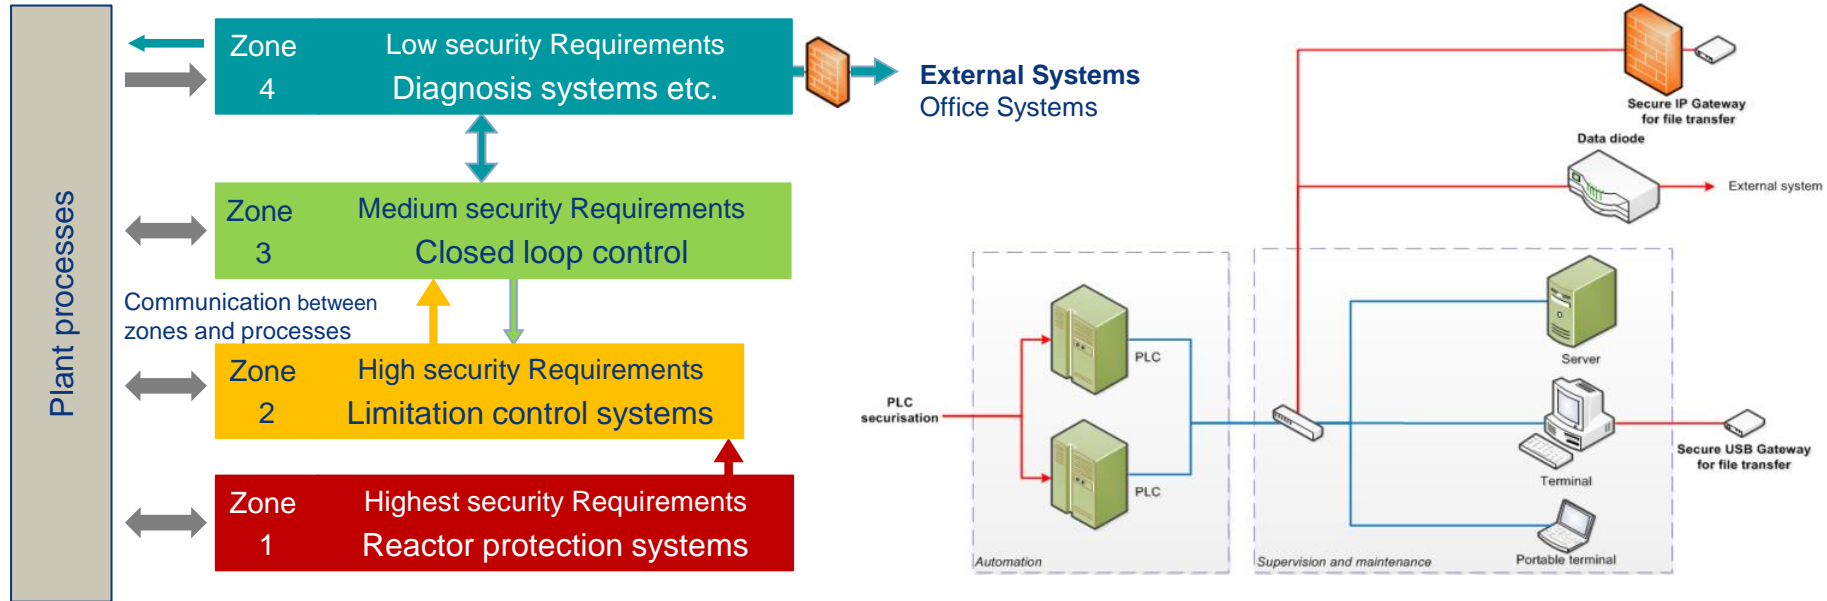 Plant processes
Zone
4
Low security Requirements
Diagnosis systems etc.
External Systems
Office Systems
Zone
3
Medium security Requirements
Closed loop control
Communication between
zones and processes
Zone
2
High security Requirements
Limitation control systems
Zone
1
Highest security Requirements
Reactor protection systems
Secure IP Gateway
for file transfer
Data diode
External system
PLC
securisation
PLC
PLC
Automation
Server
Terminal
Portable terminal
Supervision and maintenance
Secure USB Gateway
for file transfer